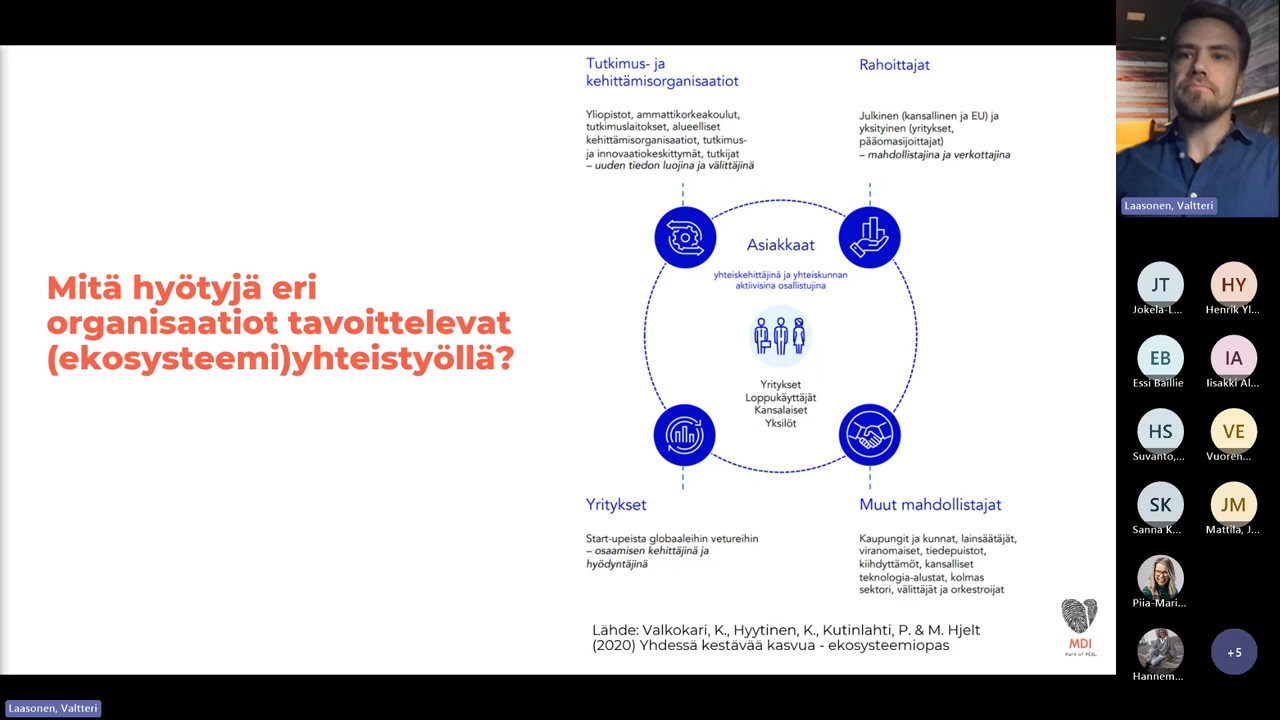 Mitä hyötyjä eri
organisaatiot tavoittelevat
(ekosysteemi)yhteistyöllä?
Tutkimus- ja
kehittämisorganisaatiot
Yliopistot, ammattikorkeakoulut,
tutkimuslaitokset, alueelliset
kehittämisorganisaatiot, tutkimus-
ja innovaatiokeskittymät, tutkijat
– uuden tiedon luojina ja välittäjinä
Rahoittajat
Julkinen (kansallinen ja EU) ja
yksityinen (yritykset,
pääomasijoittajat)
– mahdollistajina ja verkottajina
Asiakkaat
yhteiskehittäjinä ja yhteiskunnan
aktiivisina osallistujina
Yritykset
Loppukäyttäjät
Kansalaiset
Yksilöt
Yritykset
Start-upeista globaaleihin vetureihin
– osaamisen kehittäjinä ja
hyödyntäjinä
Muut mahdollistajat
Kaupungit ja kunnat, lainsäätäjät,
viranomaiset, tiedepuistot,
kiihdyttämöt, kansalliset
teknologia-alustat, kolmas
sektori, välittäjät ja orkestroijat
Lähde: Valkokari, K., Hyytinen, K., Kutinlahti, P. & M. Hjelt
(2020) Yhdessä kestävää kasvua - ekosysteemiopas
MDI
Part of FCG.
Laasonen, Valtteri
JT
Jokela-L...
HY
Henrik Yl...
EB
Essi Baillie
IA
Iisakki Al...
HS
Suvanto,...
VE
Vuoren...
SK
Sanna K...
JM
Mattila, J...
Piia-Mari...
Hannem...
+5
Laasonen, Valtteri